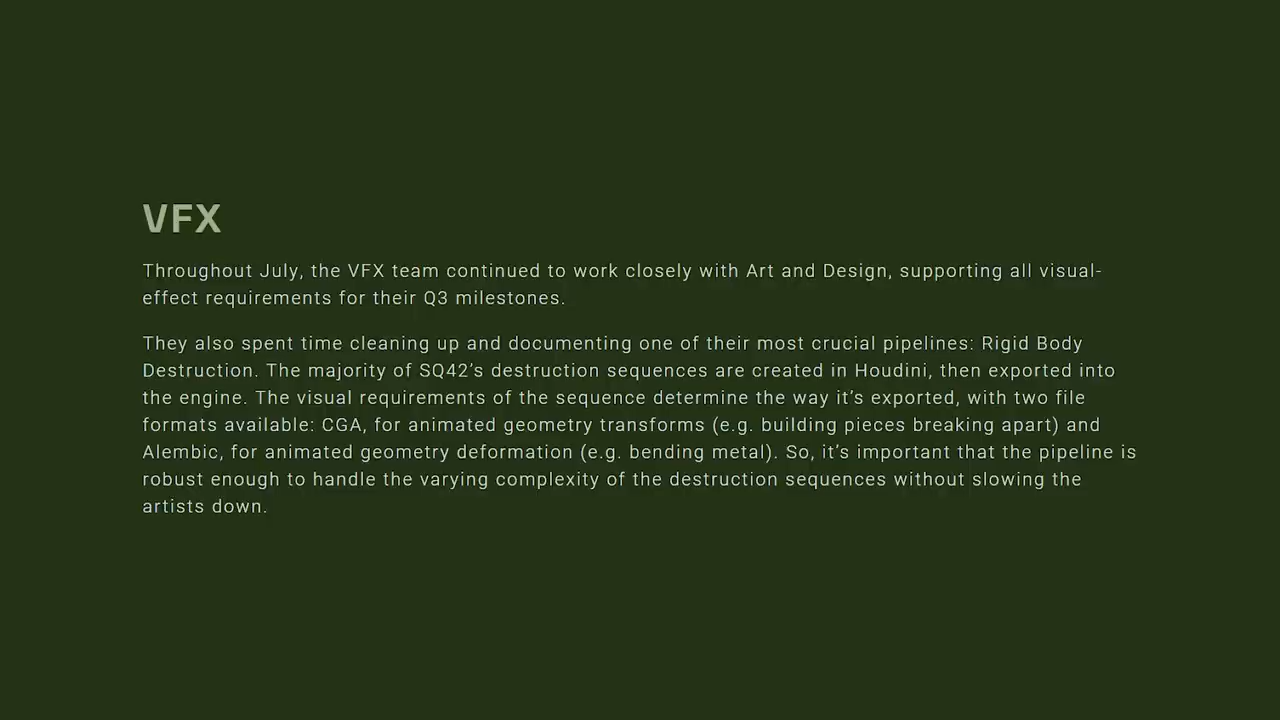 VFX
Throughout July, the VFX team continued to work closely with Art and Design, supporting all visual-
effect requirements for their Q3 milestones.
They also spent time cleaning up and documenting one of their most crucial pipelines: Rigid Body
Destruction. The majority of SQ42’s destruction sequences are created in Houdini, then exported into
the engine. The visual requirements of the sequence determine the way it’s exported, with two file
formats available: CGA, for animated geometry transforms (e.g. building pieces breaking apart) and
Alembic, for animated geometry deformation (e.g. bending metal). So, it’s important that the pipeline is
robust enough to handle the varying complexity of the destruction sequences without slowing the
artists down.